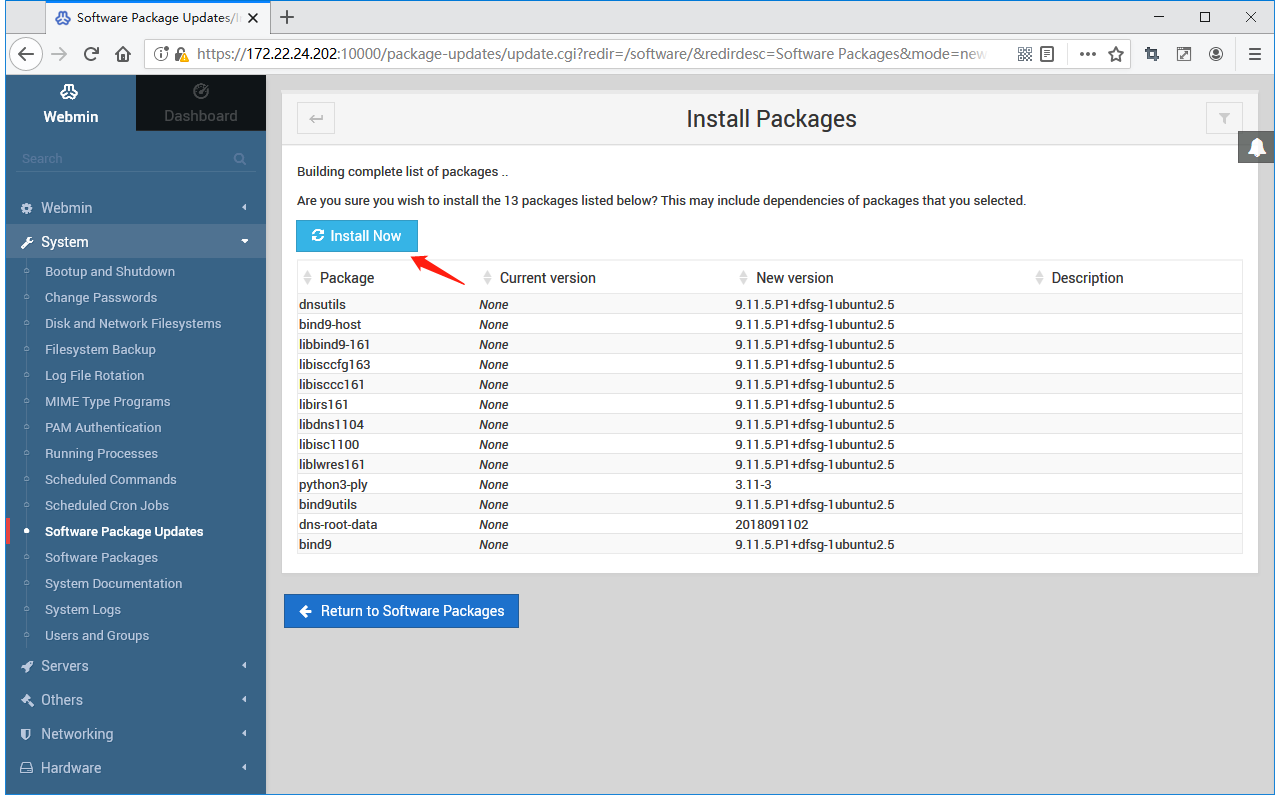 Software Package Updates/I
https://172.22.24.202:10000/package-updates/update.cgi?redir=/software/&redirdesc=Software Packages&mode=new
Webmin
Dashboard
Search
Webmin
System
Bootup and Shutdown
Change Passwords
Disk and Network Filesystems
Filesystem Backup
Log File Rotation
MIME Type Programs
PAM Authentication
Running Processes
Scheduled Commands
Scheduled Cron Jobs
Software Package Updates
Software Packages
System Documentation
System Logs
Users and Groups
Servers
Others
Networking
Hardware
Install Packages
Building complete list of packages ..
Are you sure you wish to install the 13 packages listed below? This may include dependencies of packages that you selected.
Install Now
Package Current version New version Description
dnsutils None 9.11.5.P1+dfsg-1ubuntu2.5
bind9-host None 9.11.5.P1+dfsg-1ubuntu2.5
libbind9-161 None 9.11.5.P1+dfsg-1ubuntu2.5
libisccfg163 None 9.11.5.P1+dfsg-1ubuntu2.5
libisccc161 None 9.11.5.P1+dfsg-1ubuntu2.5
libirs161 None 9.11.5.P1+dfsg-1ubuntu2.5
libdns1104 None 9.11.5.P1+dfsg-1ubuntu2.5
libisc1100 None 9.11.5.P1+dfsg-1ubuntu2.5
liblwres161 None 9.11.5.P1+dfsg-1ubuntu2.5
python3-ply None 3.11-3
bind9utils None 9.11.5.P1+dfsg-1ubuntu2.5
dns-root-data None 2018091102
bind9 None 9.11.5.P1+dfsg-1ubuntu2.5
Return to Software Packages